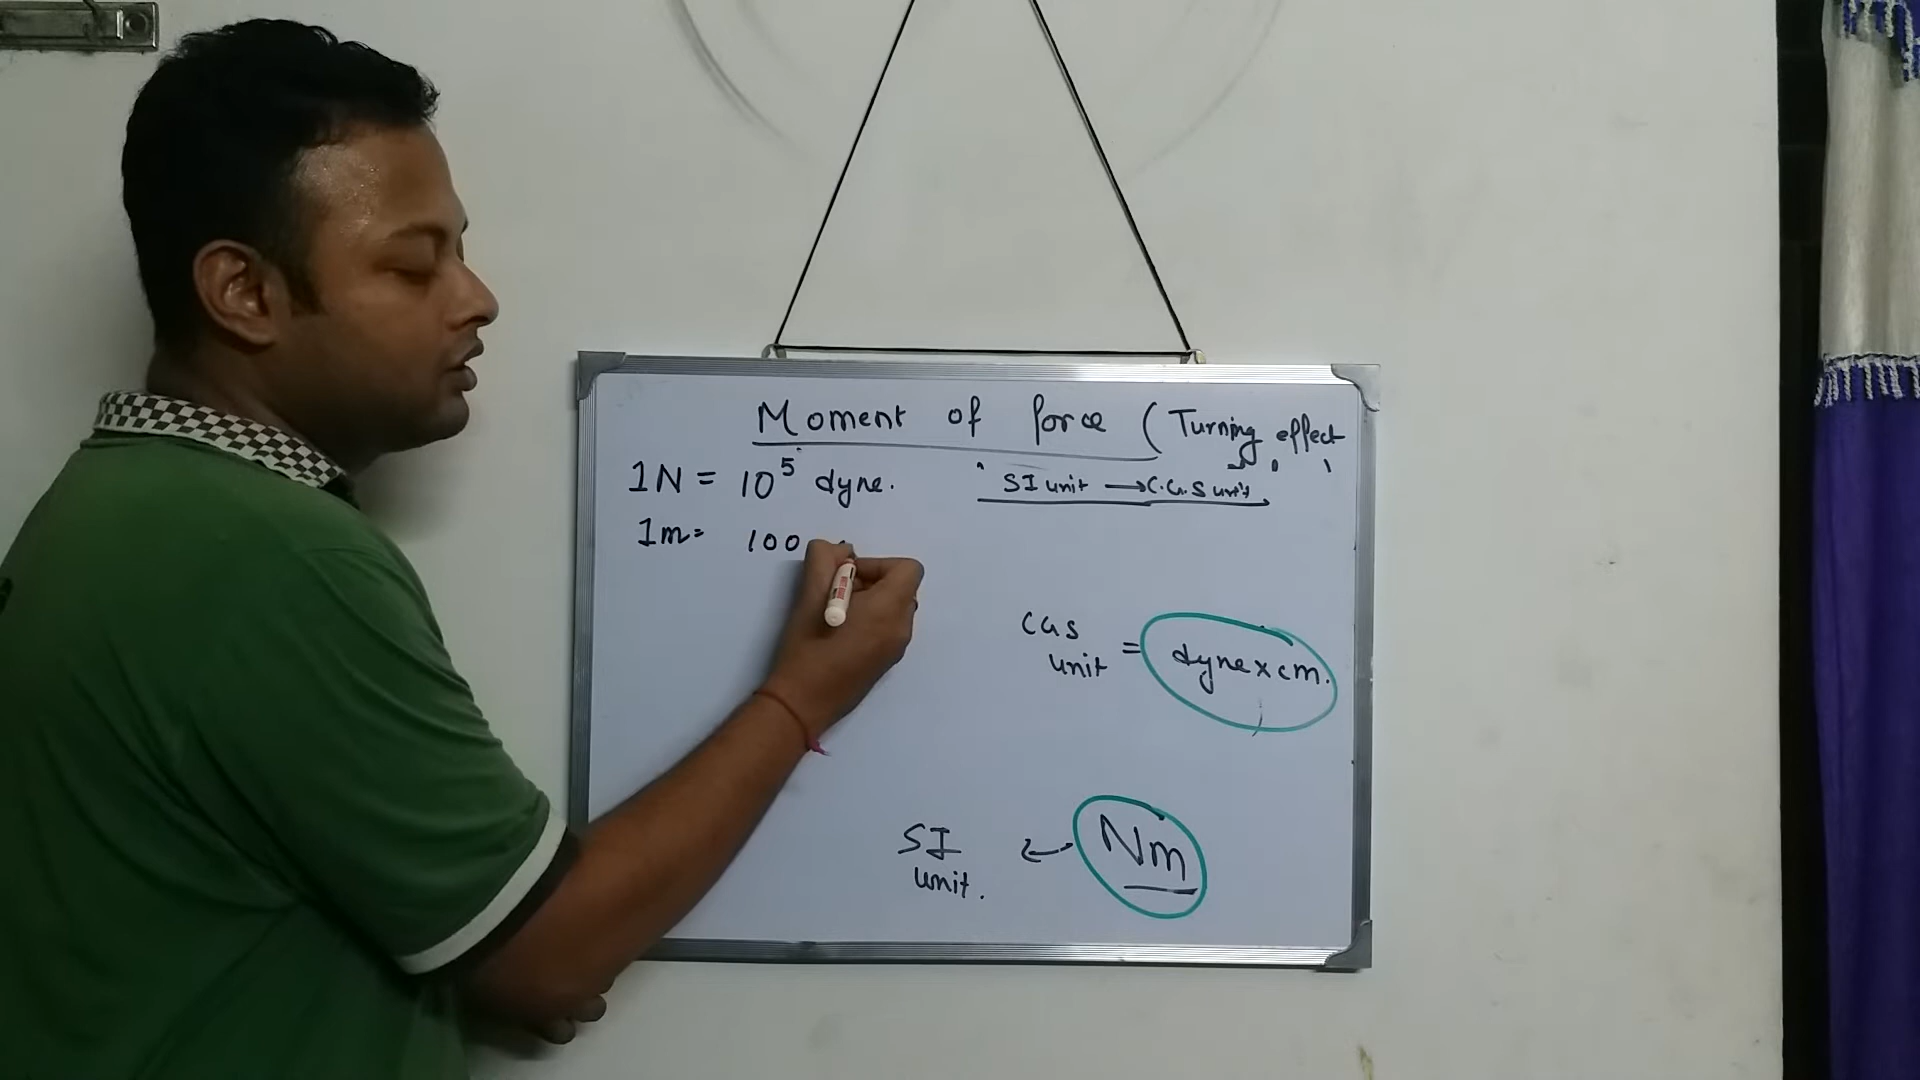 Moment of force (Turning effect
1N = 10⁵ dyne.
SI unit → C.G.S unit
1m = 100
CGS
unit = dyne x cm.
SI ← Nm
unit.